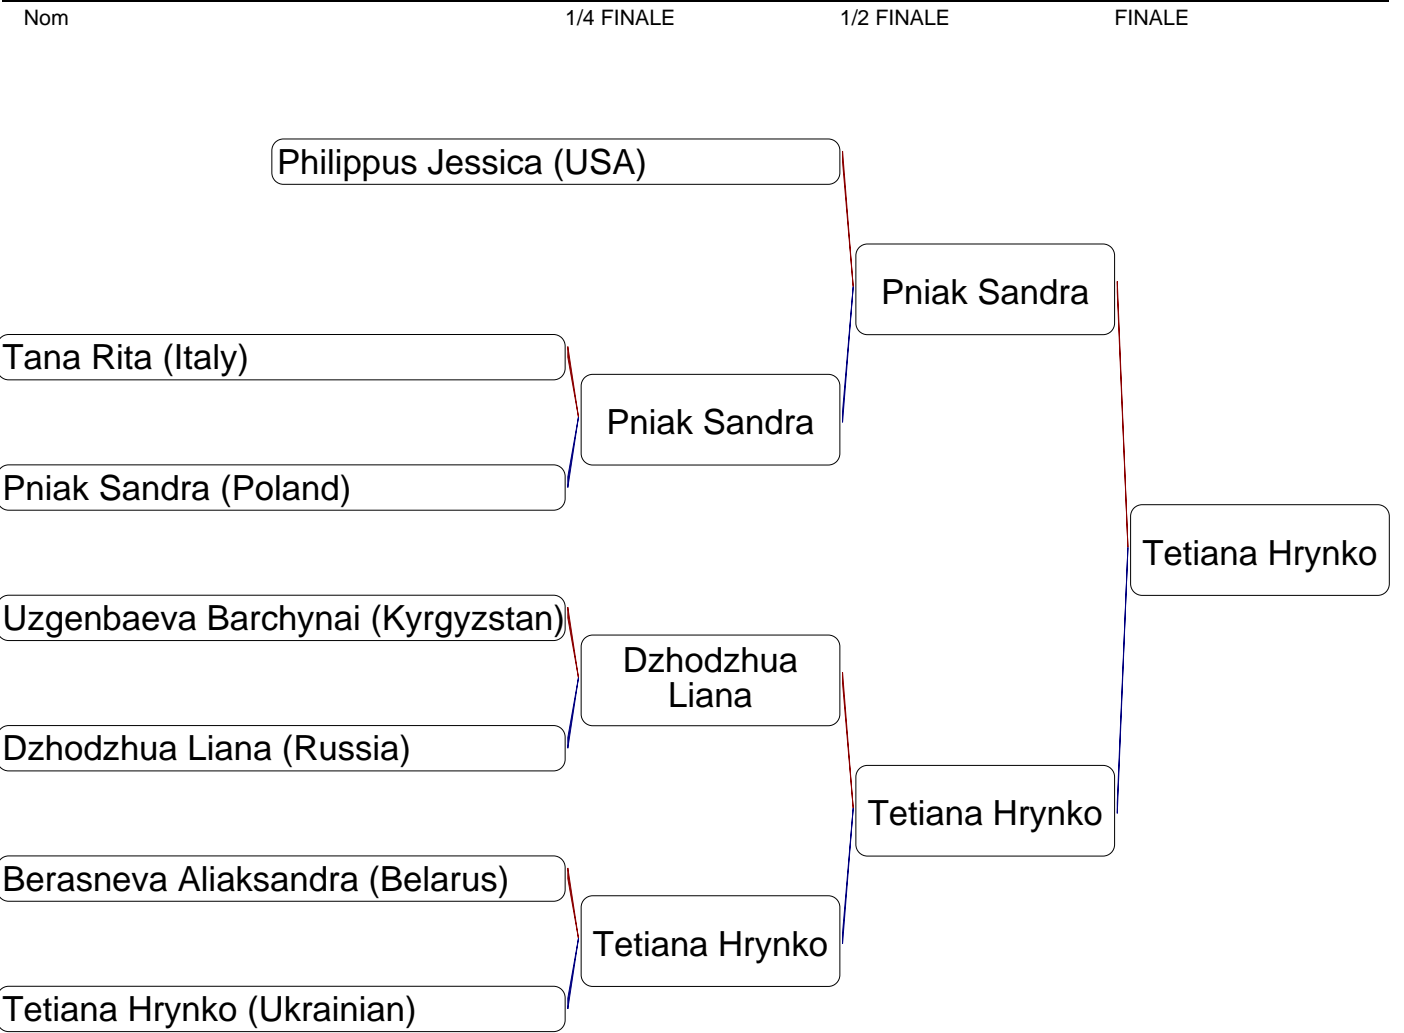 Nom 1/4 FINALE 1/2 FINALE FINALE
Philippus Jessica (USA)
Pniak Sandra
Tana Rita (Italy)
Pniak Sandra
Pniak Sandra (Poland)
Tetiana Hrynko
Uzgenbaeva Barchynai (Kyrgyzstan)
Dzhodzhua
Liana
Dzhodzhua Liana (Russia)
Tetiana Hrynko
Berasneva Aliaksandra (Belarus)
Tetiana Hrynko
Tetiana Hrynko (Ukrainian)